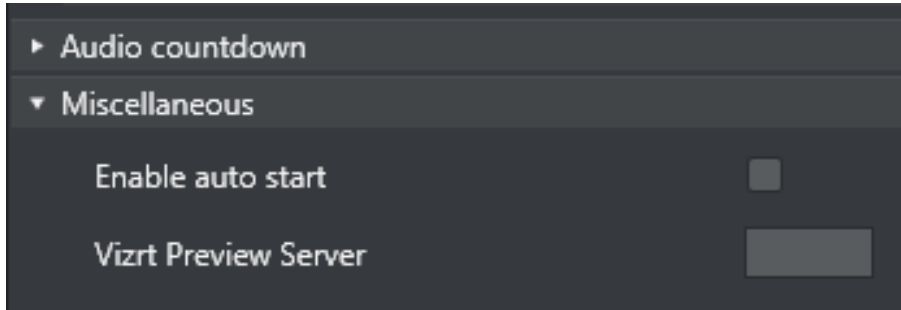 Audio countdown
Miscellaneous
Enable auto start
Vizrt Preview Server